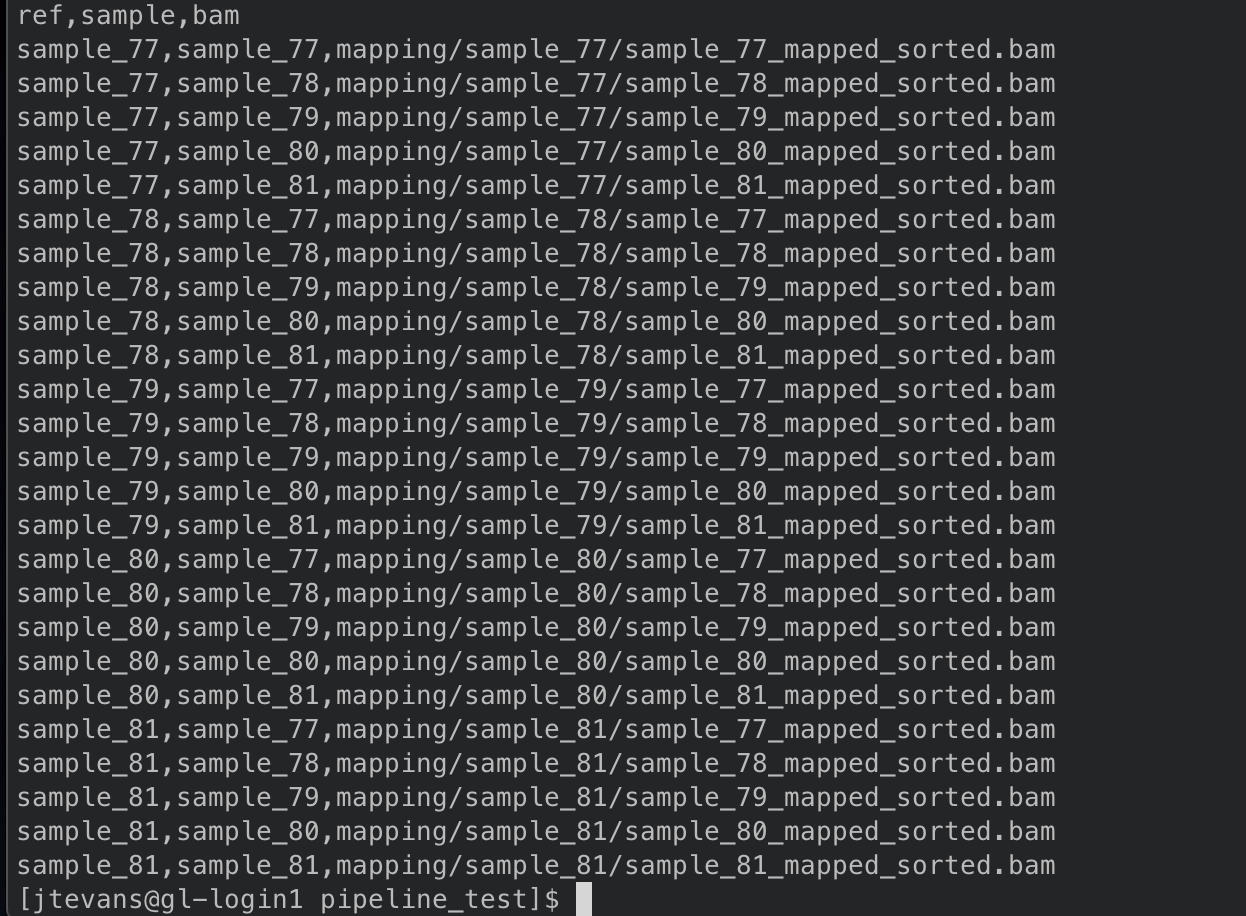 ref,sample,bam
sample_77,sample_77,mapping/sample_77/sample_77_mapped_sorted.bam
sample_77,sample_78,mapping/sample_77/sample_78_mapped_sorted.bam
sample_77,sample_79,mapping/sample_77/sample_79_mapped_sorted.bam
sample_77,sample_80,mapping/sample_77/sample_80_mapped_sorted.bam
sample_77,sample_81,mapping/sample_77/sample_81_mapped_sorted.bam
sample_78,sample_77,mapping/sample_78/sample_77_mapped_sorted.bam
sample_78,sample_78,mapping/sample_78/sample_78_mapped_sorted.bam
sample_78,sample_79,mapping/sample_78/sample_79_mapped_sorted.bam
sample_78,sample_80,mapping/sample_78/sample_80_mapped_sorted.bam
sample_78,sample_81,mapping/sample_78/sample_81_mapped_sorted.bam
sample_79,sample_77,mapping/sample_79/sample_77_mapped_sorted.bam
sample_79,sample_78,mapping/sample_79/sample_78_mapped_sorted.bam
sample_79,sample_79,mapping/sample_79/sample_79_mapped_sorted.bam
sample_79,sample_80,mapping/sample_79/sample_80_mapped_sorted.bam
sample_79,sample_81,mapping/sample_79/sample_81_mapped_sorted.bam
sample_80,sample_77,mapping/sample_80/sample_77_mapped_sorted.bam
sample_80,sample_78,mapping/sample_80/sample_78_mapped_sorted.bam
sample_80,sample_79,mapping/sample_80/sample_79_mapped_sorted.bam
sample_80,sample_80,mapping/sample_80/sample_80_mapped_sorted.bam
sample_80,sample_81,mapping/sample_80/sample_81_mapped_sorted.bam
sample_81,sample_77,mapping/sample_81/sample_77_mapped_sorted.bam
sample_81,sample_78,mapping/sample_81/sample_78_mapped_sorted.bam
sample_81,sample_79,mapping/sample_81/sample_79_mapped_sorted.bam
sample_81,sample_80,mapping/sample_81/sample_80_mapped_sorted.bam
sample_81,sample_81,mapping/sample_81/sample_81_mapped_sorted.bam
[jtevans@gl-login1 pipeline_test]$